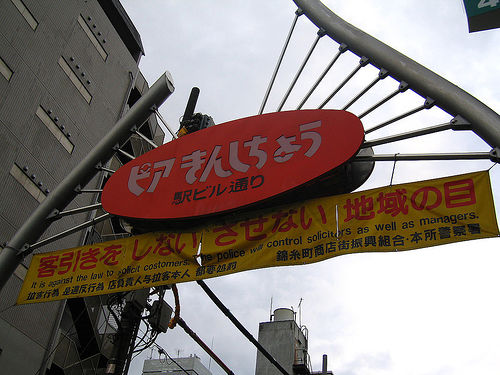 ピア きんしちょう
駅ビル通り
客引きを しない させない 地域の目
It is against the law to solicit customers. The police will control solicitors as well as managers.
錦糸町商店街振興組合・本所警察署
4